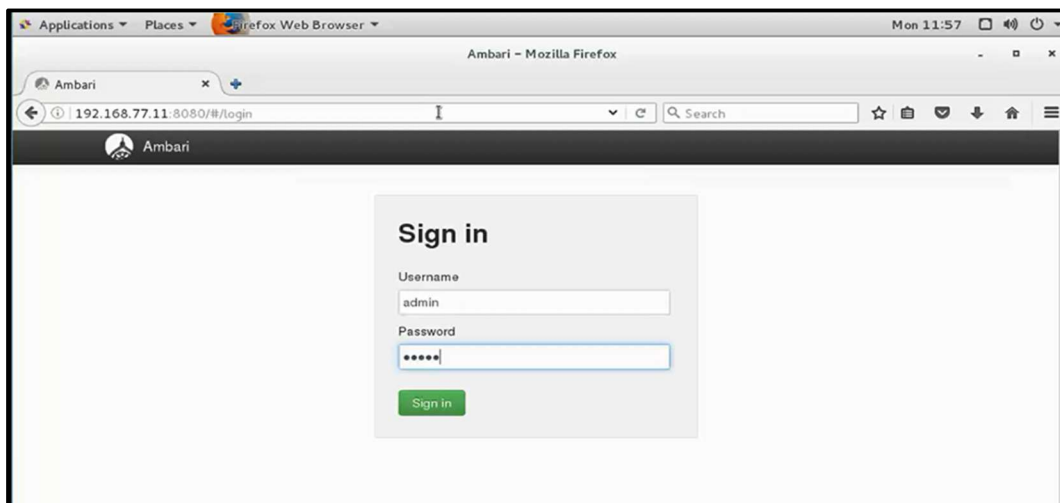 Applications Places Firefox Web Browser Mon 11:57
Ambari – Mozilla Firefox
Ambari
192.168.77.11:8080/#/login Search
Ambari
Sign in
Username
admin
Password
•••••
Sign in